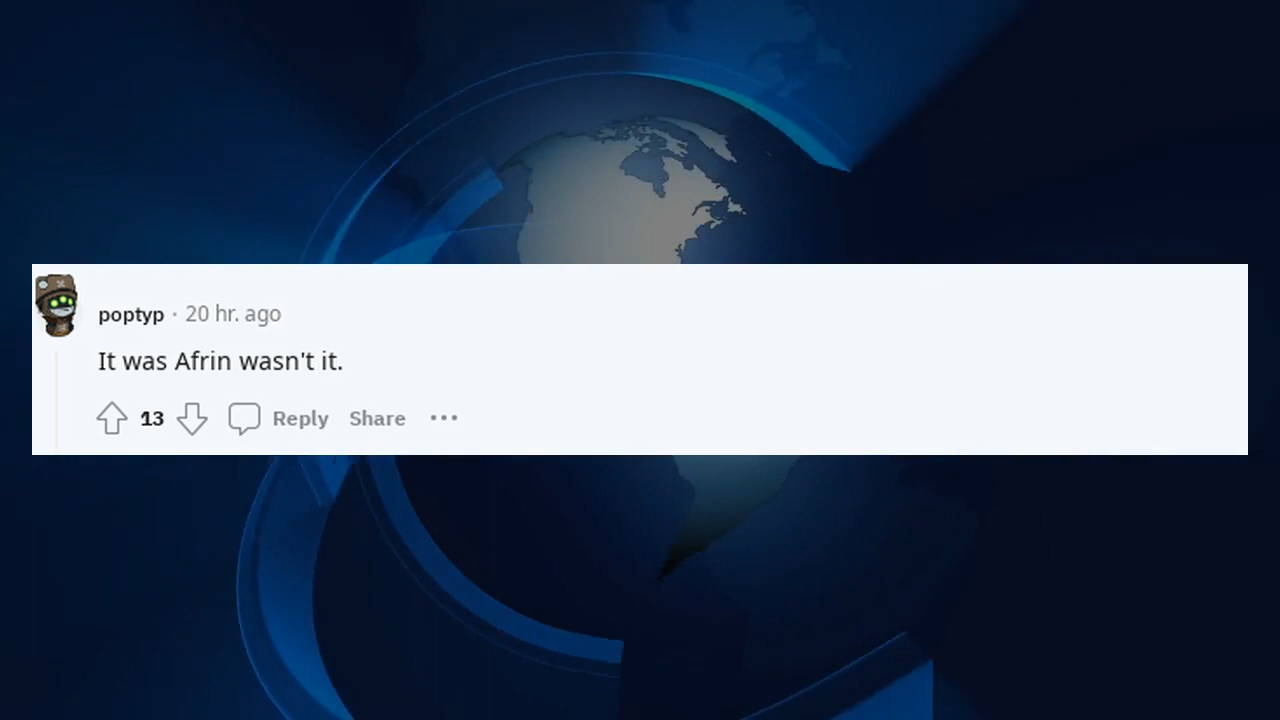 poptyp · 20 hr. ago
It was Afrin wasn't it.
13 Reply Share ···